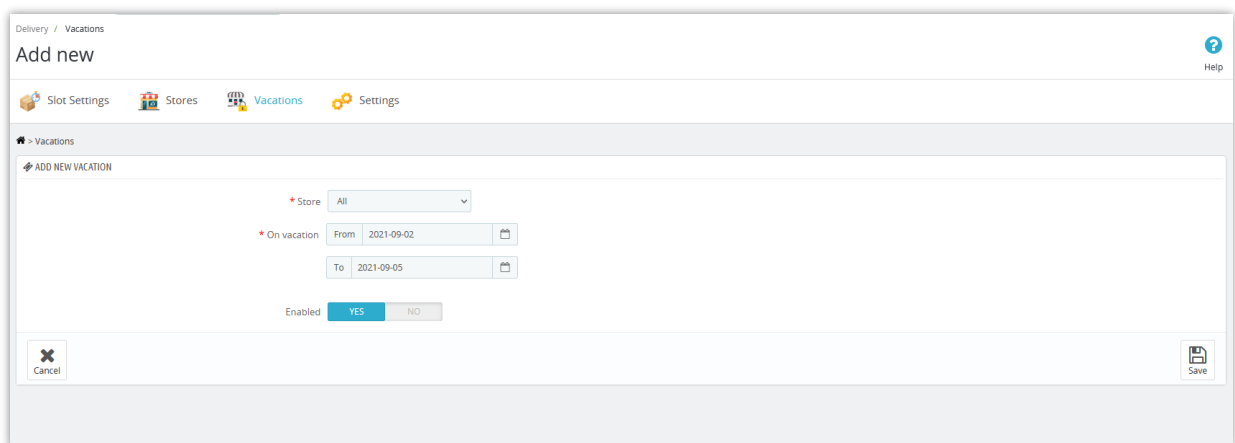 Delivery / Vacations
Add new
Help
Slot Settings Stores Vacations Settings
> Vacations
ADD NEW VACATION
* Store All
* On vacation From 2021-09-02
To 2021-09-05
Enabled YES NO
Cancel Save